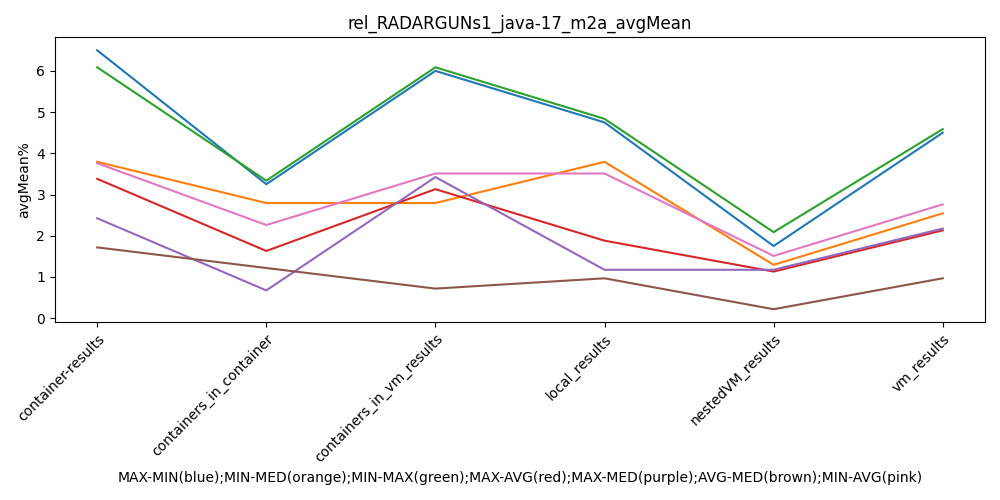 rel_RADARGUNs1_java-17_m2a_avgMean
avgMean%
6
5
4
3
2
1
0
container-results
containers_in_container
containers_in_vm_results
local_results
nestedVM_results
vm_results
MAX-MIN(blue);MIN-MED(orange);MIN-MAX(green);MAX-AVG(red);MAX-MED(purple);AVG-MED(brown);MIN-AVG(pink)